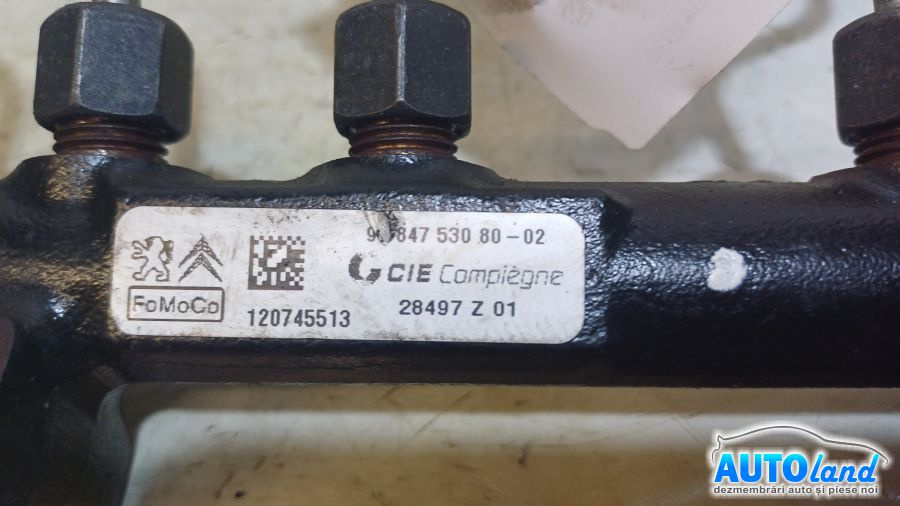 847 530 80-02
CIE Compiègne
FoMoCo
120745513
28497 Z 01
AUTOland
dezmembrări auto și piese noi